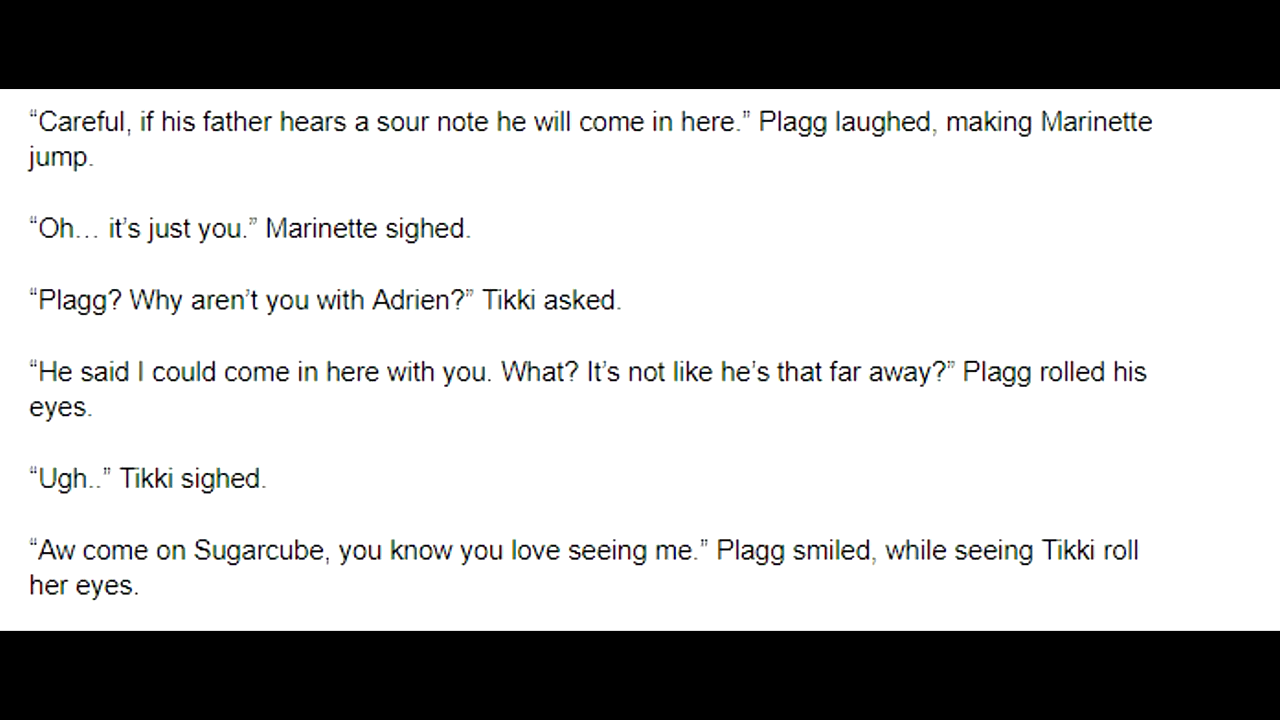 “Careful, if his father hears a sour note he will come in here.” Plagg laughed, making Marinette
jump.
“Oh… it’s just you.” Marinette sighed.
“Plagg? Why aren’t you with Adrien?” Tikki asked.
“He said I could come in here with you. What? It’s not like he’s that far away?” Plagg rolled his
eyes.
“Ugh..” Tikki sighed.
“Aw come on Sugarcube, you know you love seeing me.” Plagg smiled, while seeing Tikki roll
her eyes.